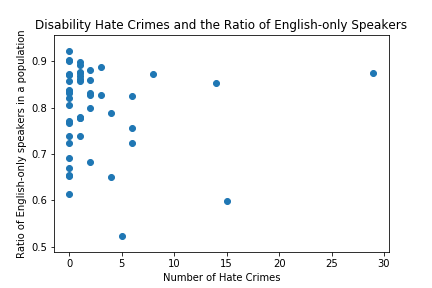 Disability Hate Crimes and the Ratio of English-only Speakers
Ratio of English-only speakers in a population
0.9
0.8
0.7
0.6
0.5
0 5 10 15 20 25 30
Number of Hate Crimes